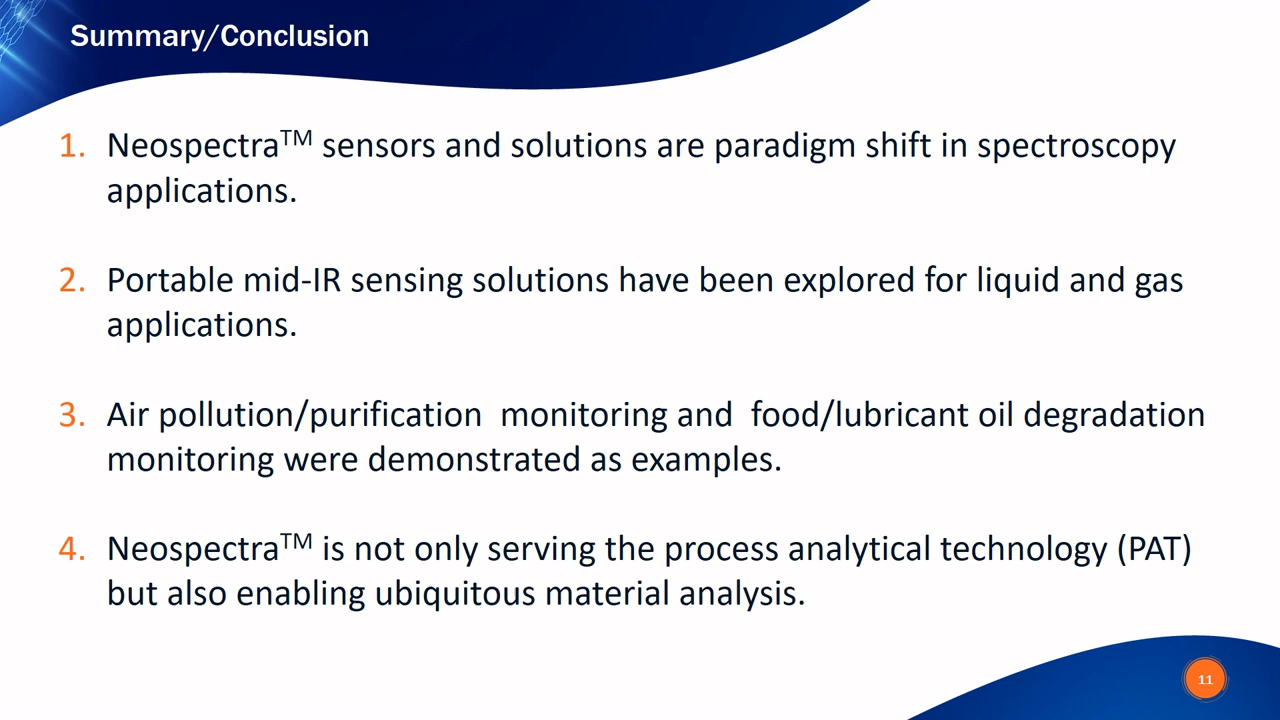 Summary/Conclusion
1. Neospectra™ sensors and solutions are paradigm shift in spectroscopy
applications.
2. Portable mid-IR sensing solutions have been explored for liquid and gas
applications.
3. Air pollution/purification  monitoring and  food/lubricant oil degradation
monitoring were demonstrated as examples.
4. Neospectra™ is not only serving the process analytical technology (PAT)
but also enabling ubiquitous material analysis.
11